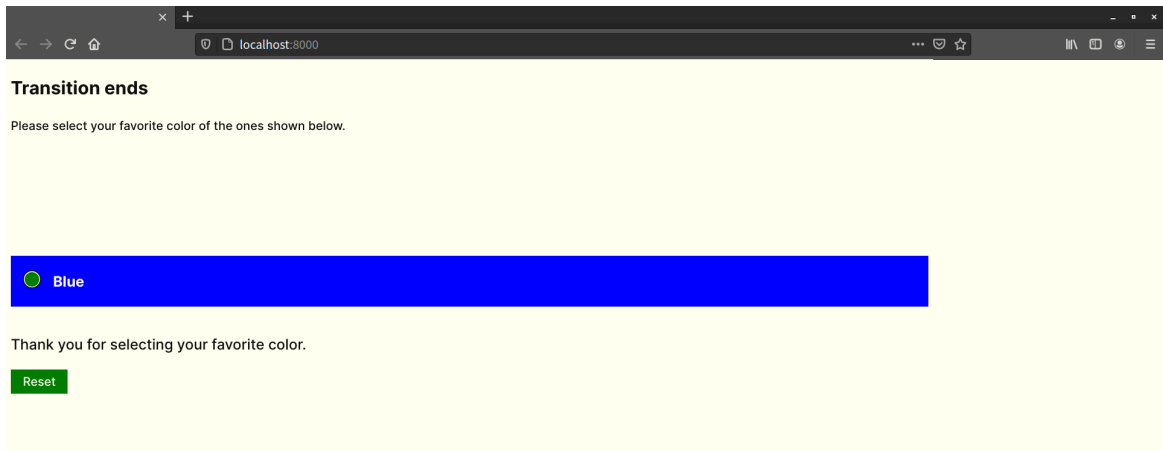 localhost:8000
Transition ends
Please select your favorite color of the ones shown below.
Blue
Thank you for selecting your favorite color.
Reset